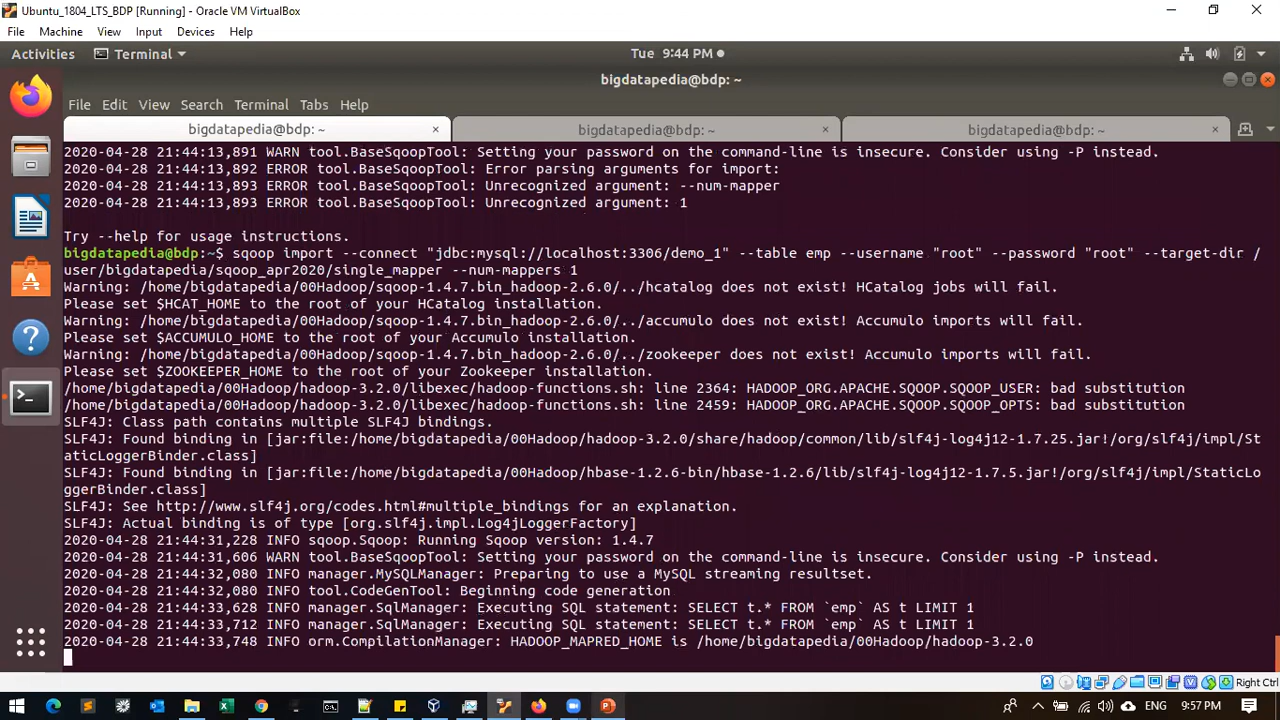 Ubuntu_1804_LTS_BDP [Running] - Oracle VM VirtualBox
File Machine View Input Devices Help
Activities Terminal Tue 9:44 PM
bigdatapedia@bdp: ~
File Edit View Search Terminal Tabs Help
bigdatapedia@bdp: ~ × bigdatapedia@bdp: ~ × bigdatapedia@bdp: ~ ×
2020-04-28 21:44:13,891 WARN tool.BaseSqoopTool: Setting your password on the command-line is insecure. Consider using -P instead.
2020-04-28 21:44:13,892 ERROR tool.BaseSqoopTool: Error parsing arguments for import:
2020-04-28 21:44:13,893 ERROR tool.BaseSqoopTool: Unrecognized argument: --num-mapper
2020-04-28 21:44:13,893 ERROR tool.BaseSqoopTool: Unrecognized argument: 1
Try --help for usage instructions.
bigdatapedia@bdp:~$ sqoop import --connect "jdbc:mysql://localhost:3306/demo_1" --table emp --username "root" --password "root" --target-dir /
user/bigdatapedia/sqoop_apr2020/single_mapper --num-mappers 1
Warning: /home/bigdatapedia/00Hadoop/sqoop-1.4.7.bin_hadoop-2.6.0/../hcatalog does not exist! HCatalog jobs will fail.
Please set $HCAT_HOME to the root of your HCatalog installation.
Warning: /home/bigdatapedia/00Hadoop/sqoop-1.4.7.bin_hadoop-2.6.0/../accumulo does not exist! Accumulo imports will fail.
Please set $ACCUMULO_HOME to the root of your Accumulo installation.
Warning: /home/bigdatapedia/00Hadoop/sqoop-1.4.7.bin_hadoop-2.6.0/../zookeeper does not exist! Accumulo imports will fail.
Please set $ZOOKEEPER_HOME to the root of your Zookeeper installation.
/home/bigdatapedia/00Hadoop/hadoop-3.2.0/libexec/hadoop-functions.sh: line 2364: HADOOP_ORG.APACHE.SQOOP.SQOOP_USER: bad substitution
/home/bigdatapedia/00Hadoop/hadoop-3.2.0/libexec/hadoop-functions.sh: line 2459: HADOOP_ORG.APACHE.SQOOP.SQOOP_OPTS: bad substitution
SLF4J: Class path contains multiple SLF4J bindings.
SLF4J: Found binding in [jar:file:/home/bigdatapedia/00Hadoop/hadoop-3.2.0/share/hadoop/common/lib/slf4j-log4j12-1.7.25.jar!/org/slf4j/impl/St
aticLoggerBinder.class]
SLF4J: Found binding in [jar:file:/home/bigdatapedia/00Hadoop/hbase-1.2.6-bin/hbase-1.2.6/lib/slf4j-log4j12-1.7.5.jar!/org/slf4j/impl/StaticLo
ggerBinder.class]
SLF4J: See http://www.slf4j.org/codes.html#multiple_bindings for an explanation.
SLF4J: Actual binding is of type [org.slf4j.impl.Log4jLoggerFactory]
2020-04-28 21:44:31,228 INFO sqoop.Sqoop: Running Sqoop version: 1.4.7
2020-04-28 21:44:31,606 WARN tool.BaseSqoopTool: Setting your password on the command-line is insecure. Consider using -P instead.
2020-04-28 21:44:32,080 INFO manager.MySQLManager: Preparing to use a MySQL streaming resultset.
2020-04-28 21:44:32,080 INFO tool.CodeGenTool: Beginning code generation
2020-04-28 21:44:33,628 INFO manager.SqlManager: Executing SQL statement: SELECT t.* FROM `emp` AS t LIMIT 1
2020-04-28 21:44:33,712 INFO manager.SqlManager: Executing SQL statement: SELECT t.* FROM `emp` AS t LIMIT 1
2020-04-28 21:44:33,748 INFO orm.CompilationManager: HADOOP_MAPRED_HOME is /home/bigdatapedia/00Hadoop/hadoop-3.2.0
Right Ctrl
ENG 9:57 PM